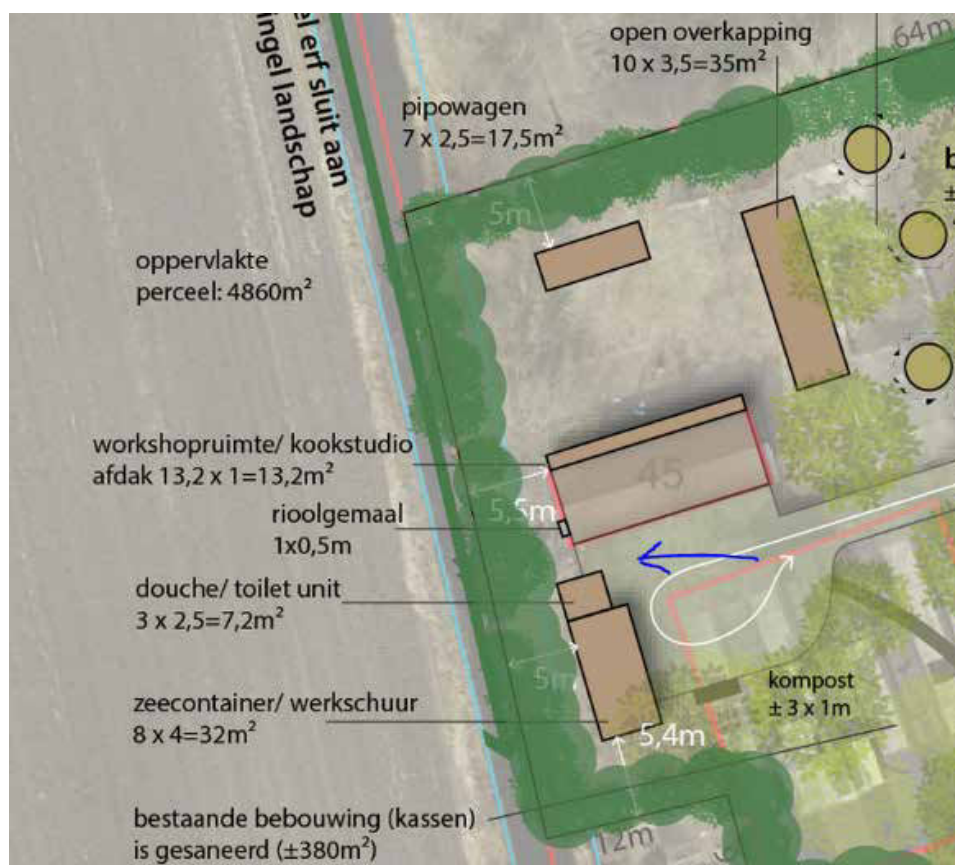 el erf sluit aan
ingel landschap
open overkapping
10 x 3,5=35m²
64m
pipowagen
7 x 2,5=17,5m²
b
±
5m
oppervlakte
perceel: 4860m²
workshopruimte/ kookstudio
afdak 13,2 x 1=13,2m²
45
5,5m
rioolgemaal
1x0,5m
douche/ toilet unit
3 x 2,5=7,2m²
5m
zeecontainer/ werkschuur
8 x 4=32m²
kompost
± 3 x 1m
5,4m
bestaande bebouwing (kassen)
is gesaneerd (±380m²)
12m